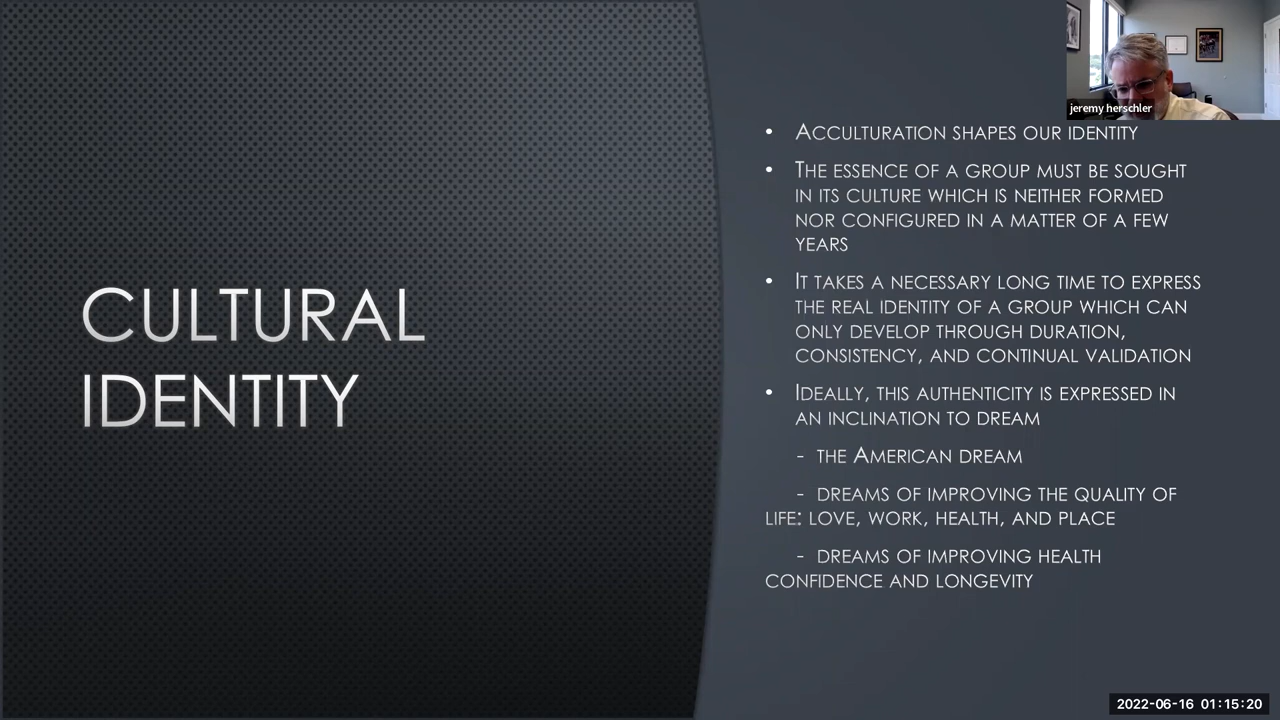 jeremy herschler
CULTURAL
IDENTITY
• ACCULTURATION SHAPES OUR IDENTITY
• THE ESSENCE OF A GROUP MUST BE SOUGHT
IN ITS CULTURE WHICH IS NEITHER FORMED
NOR CONFIGURED IN A MATTER OF A FEW
YEARS
• IT TAKES A NECESSARY LONG TIME TO EXPRESS
THE REAL IDENTITY OF A GROUP WHICH CAN
ONLY DEVELOP THROUGH DURATION,
CONSISTENCY, AND CONTINUAL VALIDATION
• IDEALLY, THIS AUTHENTICITY IS EXPRESSED IN
AN INCLINATION TO DREAM
- THE AMERICAN DREAM
- DREAMS OF IMPROVING THE QUALITY OF
LIFE: LOVE, WORK, HEALTH, AND PLACE
- DREAMS OF IMPROVING HEALTH
CONFIDENCE AND LONGEVITY
2022-06-16 01:15:20